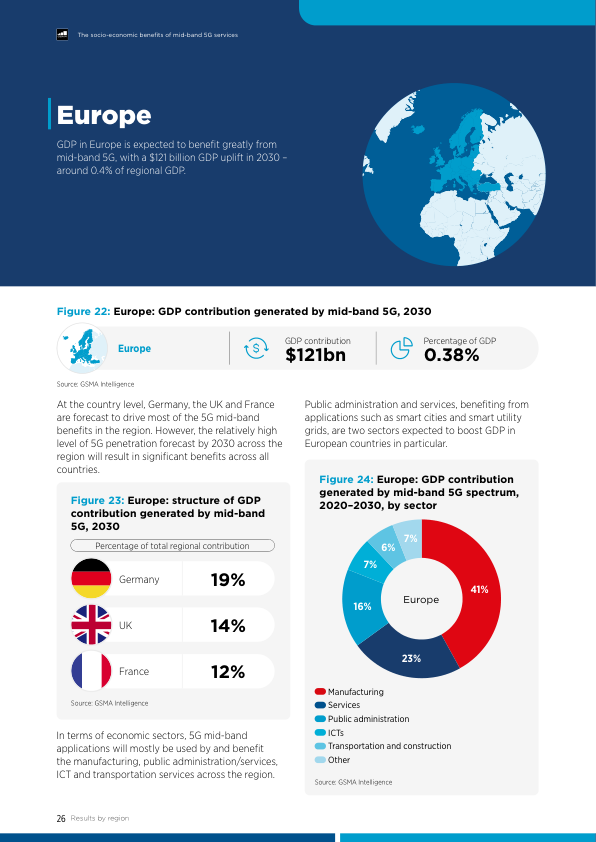 The socio-economic benefits of mid-band 5G services
Europe
GDP in Europe is expected to benefit greatly from
mid-band 5G, with a $121 billion GDP uplift in 2030 –
around 0.4% of regional GDP.
Figure 22: Europe: GDP contribution generated by mid-band 5G, 2030
Europe
GDP contribution
$121bn
Percentage of GDP
0.38%
Source: GSMA Intelligence
At the country level, Germany, the UK and France
are forecast to drive most of the 5G mid-band
benefits in the region. However, the relatively high
level of 5G penetration forecast by 2030 across the
region will result in significant benefits across all
countries.
Figure 23: Europe: structure of GDP
contribution generated by mid-band
5G, 2030
Percentage of total regional contribution
Germany
19%
UK
14%
France
12%
Source: GSMA Intelligence
In terms of economic sectors, 5G mid-band
applications will mostly be used by and benefit
the manufacturing, public administration/services,
ICT and transportation services across the region.
Public administration and services, benefiting from
applications such as smart cities and smart utility
grids, are two sectors expected to boost GDP in
European countries in particular.
Figure 24: Europe: GDP contribution
generated by mid-band 5G spectrum,
2020–2030, by sector
7%
6%
7%
41%
16%
Europe
23%
Manufacturing
Services
Public administration
ICTs
Transportation and construction
Other
Source: GSMA Intelligence
26 Results by region